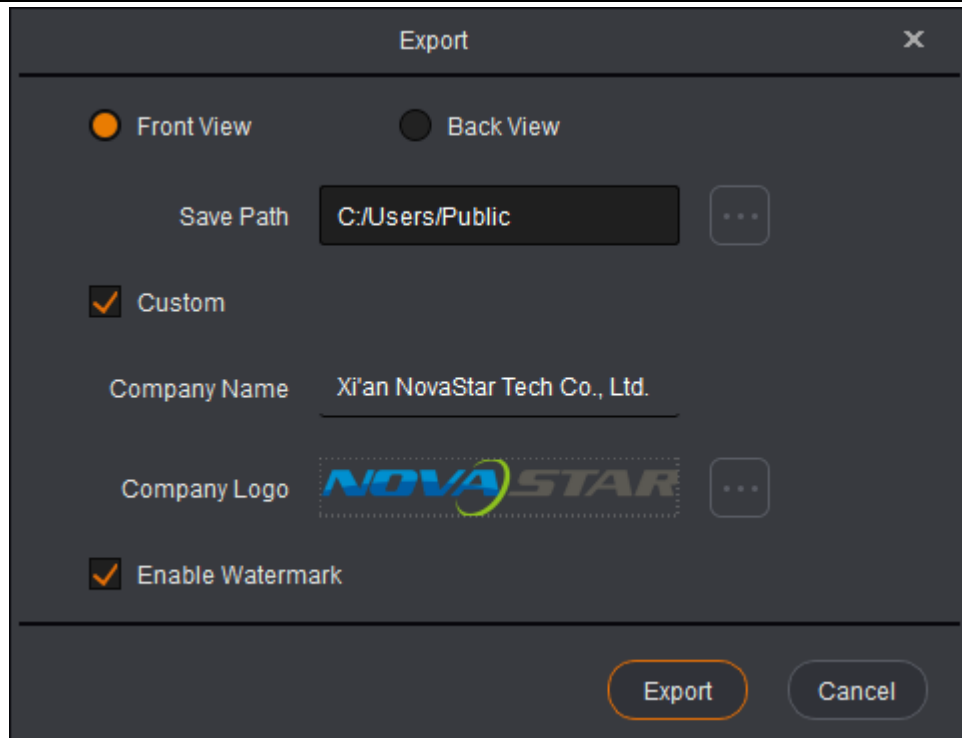 Export
Front View Back View
Save Path C:/Users/Public ...
Custom
Company Name Xi'an NovaStar Tech Co., Ltd.
Company Logo NOVASTAR ...
Enable Watermark
Export Cancel